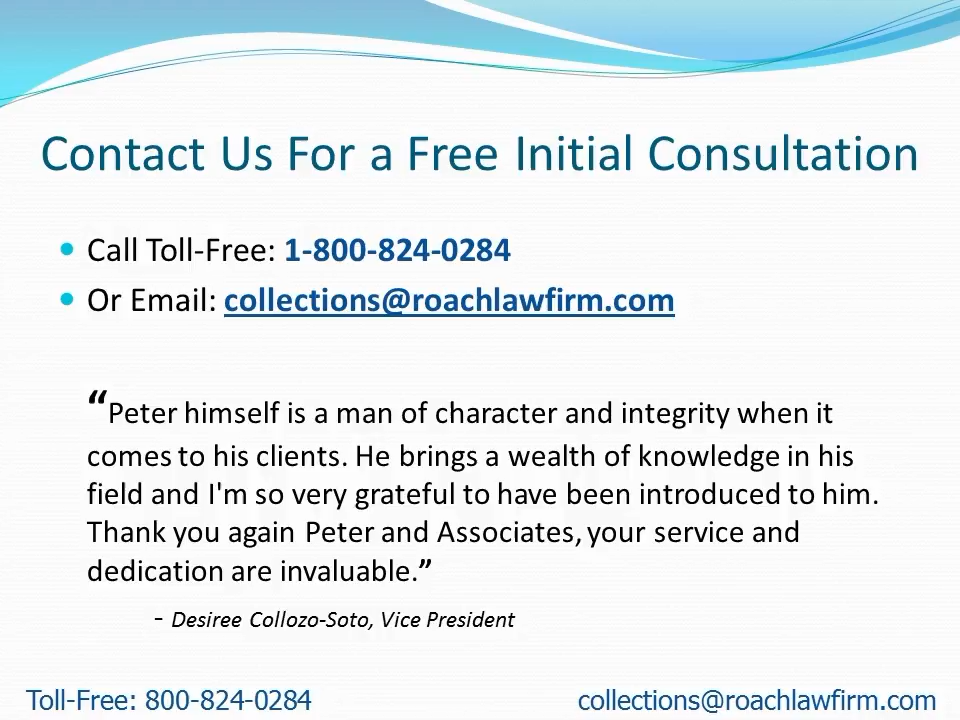 Contact Us For a Free Initial Consultation
• Call Toll-Free: 1-800-824-0284
• Or Email: collections@roachlawfirm.com
“Peter himself is a man of character and integrity when it
comes to his clients. He brings a wealth of knowledge in his
field and I'm so very grateful to have been introduced to him.
Thank you again Peter and Associates, your service and
dedication are invaluable.”
- Desiree Collozo-Soto, Vice President
Toll-Free: 800-824-0284
collections@roachlawfirm.com